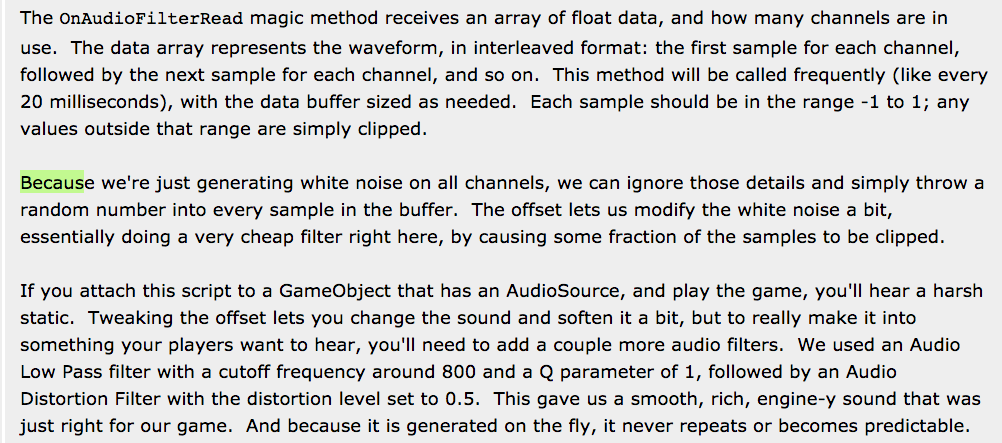 The OnAudioFilterRead magic method receives an array of float data, and how many channels are in
use.  The data array represents the waveform, in interleaved format: the first sample for each channel,
followed by the next sample for each channel, and so on.  This method will be called frequently (like every
20 milliseconds), with the data buffer sized as needed.  Each sample should be in the range -1 to 1; any
values outside that range are simply clipped.
Because we're just generating white noise on all channels, we can ignore those details and simply throw a
random number into every sample in the buffer.  The offset lets us modify the white noise a bit,
essentially doing a very cheap filter right here, by causing some fraction of the samples to be clipped.
If you attach this script to a GameObject that has an AudioSource, and play the game, you'll hear a harsh
static.  Tweaking the offset lets you change the sound and soften it a bit, but to really make it into
something your players want to hear, you'll need to add a couple more audio filters.  We used an Audio
Low Pass filter with a cutoff frequency around 800 and a Q parameter of 1, followed by an Audio
Distortion Filter with the distortion level set to 0.5.  This gave us a smooth, rich, engine-y sound that was
just right for our game.  And because it is generated on the fly, it never repeats or becomes predictable.